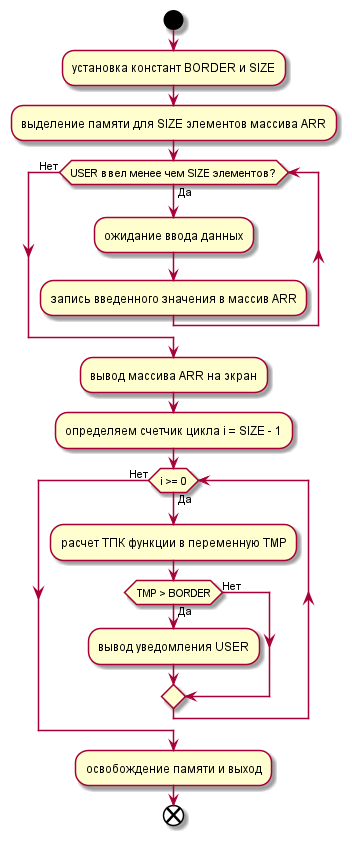 установка констант BORDER и SIZE
выделение памяти для SIZE элементов массива ARR
Нет
USER ввел менее чем SIZE элементов?
Да
ожидание ввода данных
запись введенного значения в массив ARR
вывод массива ARR на экран
определяем счетчик цикла i = SIZE - 1
Нет
i >= 0
Да
расчет ТПК функции в переменную TMP
TMP > BORDER
Нет
Да
вывод уведомления USER
освобождение памяти и выход